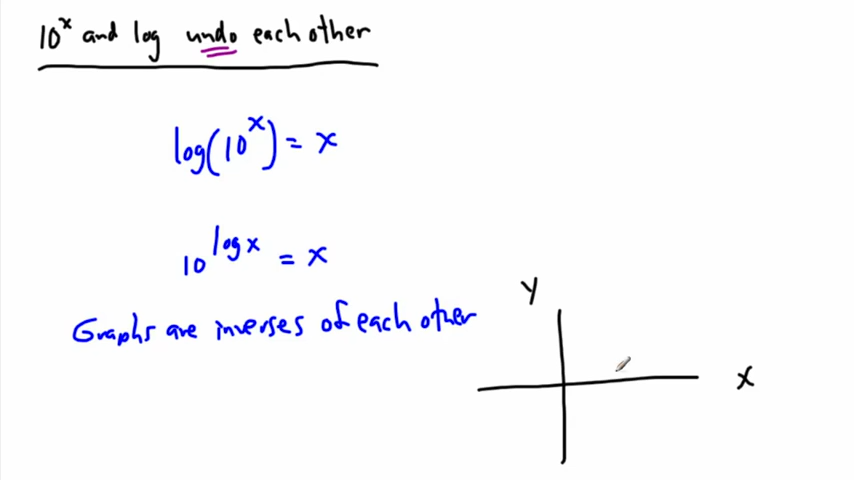 10^x and log undo each other
log(10^x) = x
10^log x = x
Graphs are inverses of each other
y
x